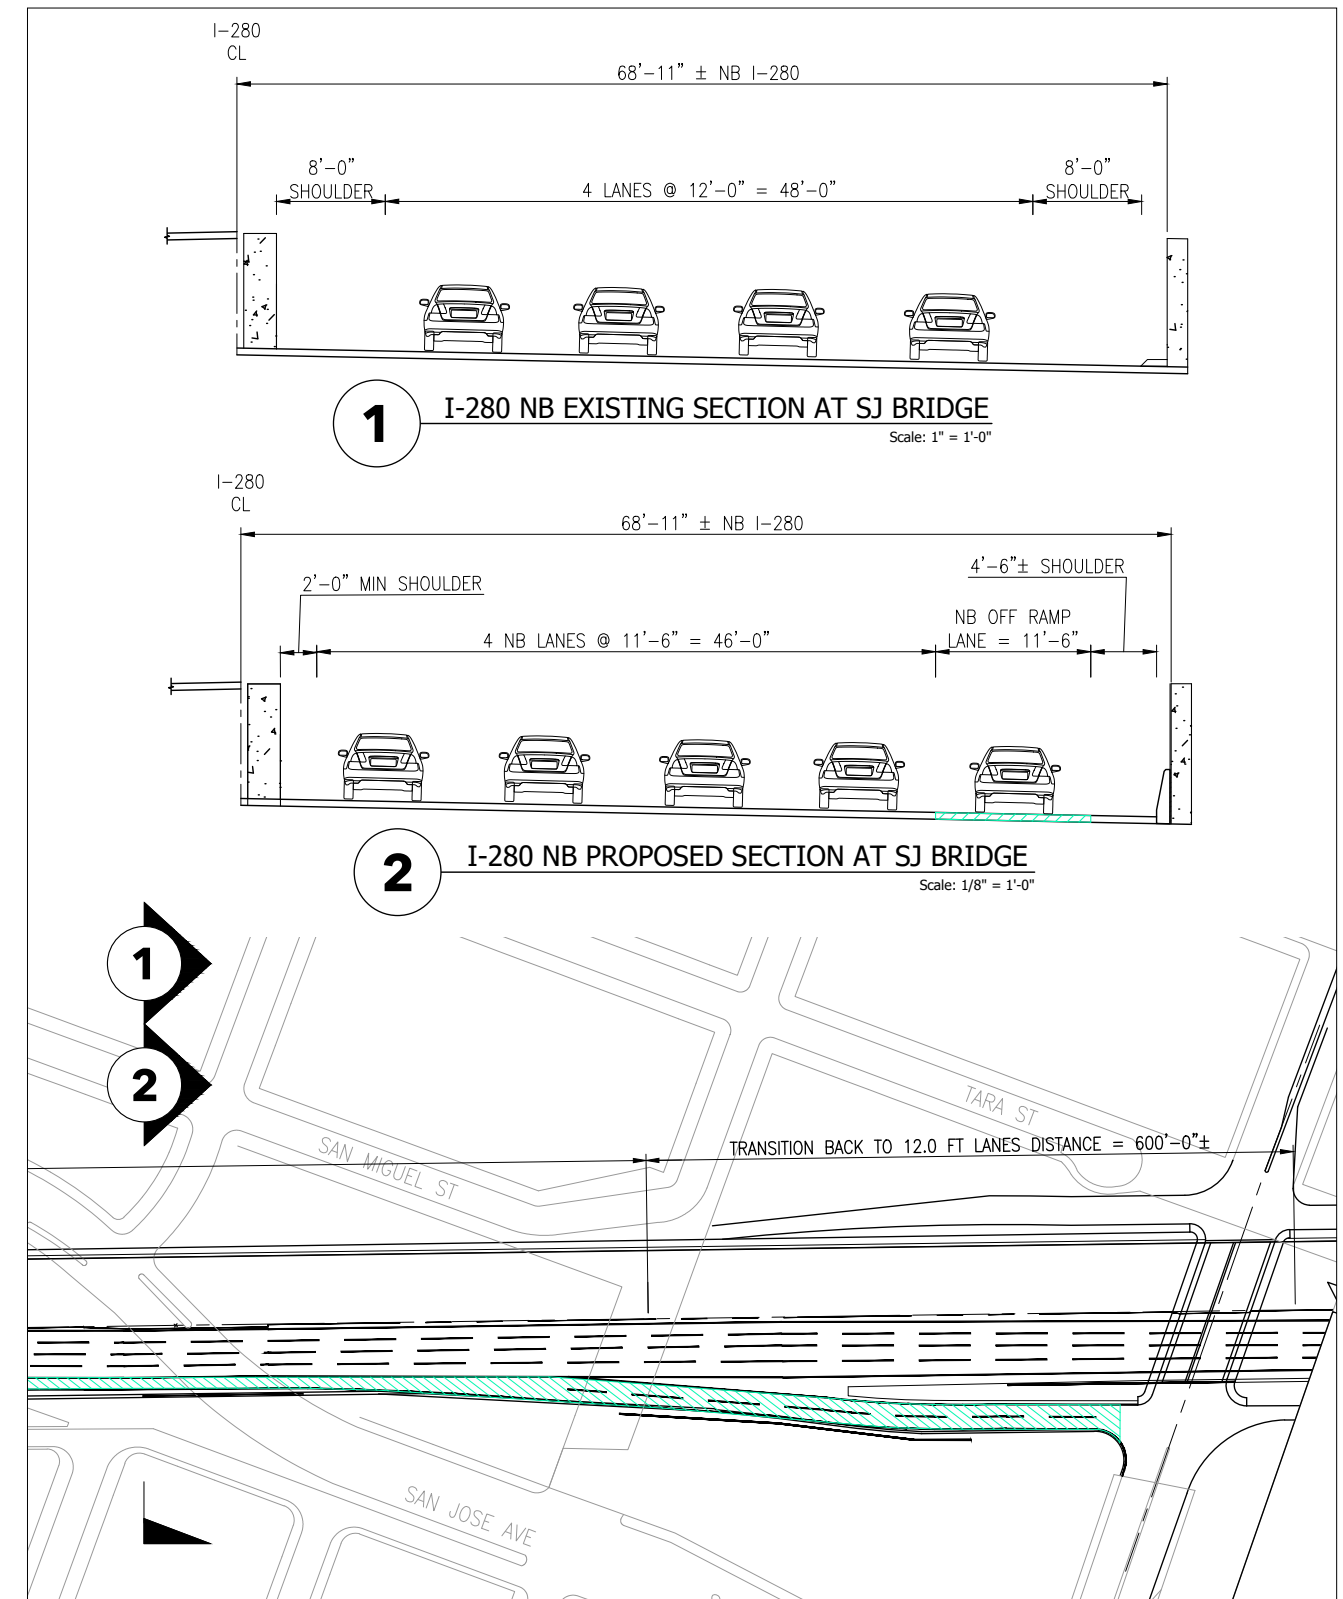 I-280
CL
68'-11" ± NB I-280
8'-0"
SHOULDER
4 LANES @ 12'-0" = 48'-0"
8'-0"
SHOULDER
1
I-280 NB EXISTING SECTION AT SJ BRIDGE
Scale: 1" = 1'-0"
I-280
CL
68'-11" ± NB I-280
2'-0" MIN SHOULDER
4'-6"± SHOULDER
4 NB LANES @ 11'-6" = 46'-0"
NB OFF RAMP
LANE = 11'-6"
2
I-280 NB PROPOSED SECTION AT SJ BRIDGE
Scale: 1/8" = 1'-0"
1
2
TARA ST
TRANSITION BACK TO 12.0 FT LANES DISTANCE = 600'-0"±
SAN MIGUEL ST
SAN JOSE AVE